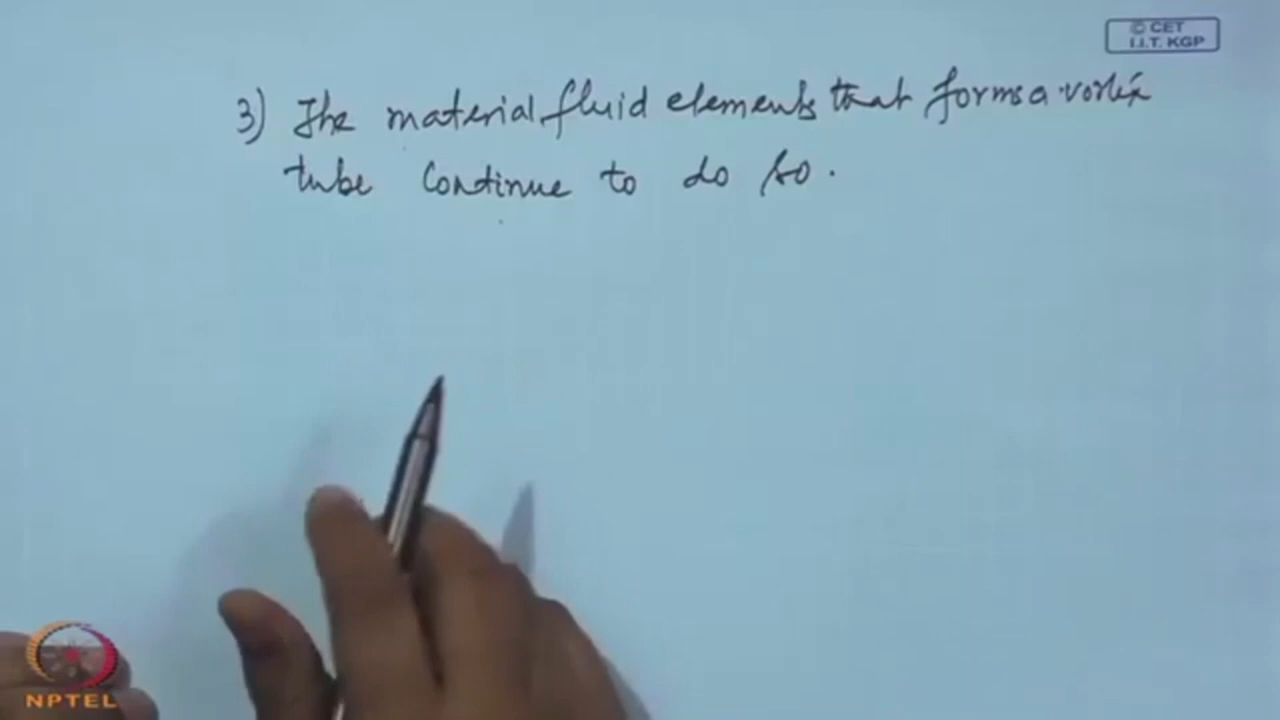 © CET
I.I.T. KGP
3) The material fluid elements that forms a vortex
tube continue to do so.
NPTEL